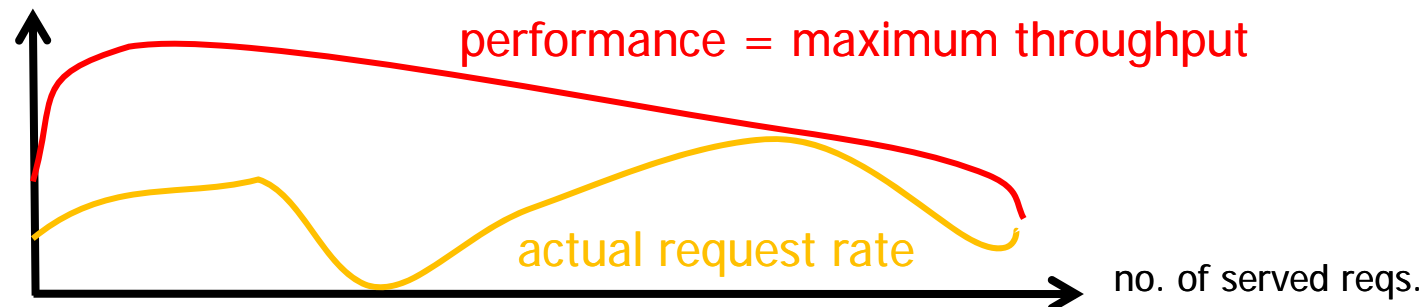 performance = maximum throughput
actual request rate
no. of served reqs.